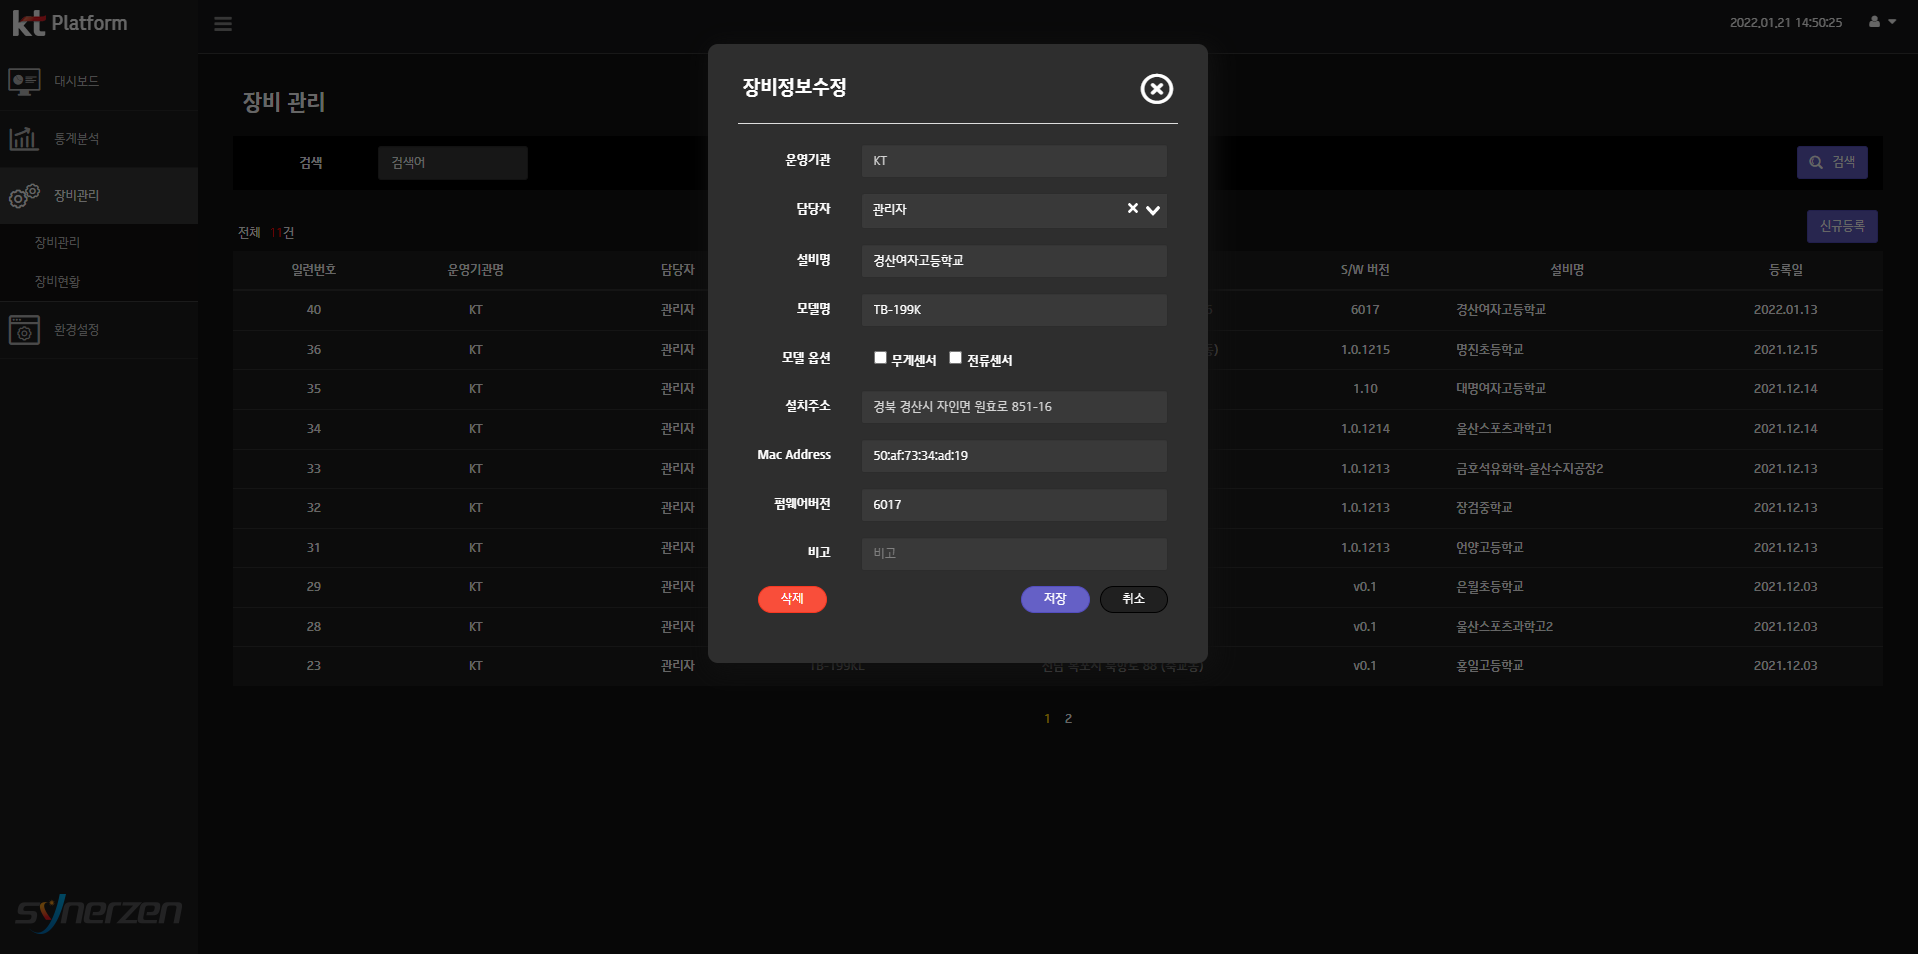 kt Platform
2022.01.21 14:50:25
대시보드
통계분석
장비관리
장비관리
장비현황
환경설정
synerzen
장비 관리
검색 검색어 검색
전체 11건 신규등록
일련번호 운영기관명 담당자 S/W 버전 설비명 등록일
40 KT 관리자 6017 경산여자고등학교 2022.01.13
36 KT 관리자 1.0.1215 명진초등학교 2021.12.15
35 KT 관리자 1.10 대명여자고등학교 2021.12.14
34 KT 관리자 1.0.1214 울산스포츠과학고1 2021.12.14
33 KT 관리자 1.0.1213 금호석유화학-울산수지공장2 2021.12.13
32 KT 관리자 1.0.1213 장검중학교 2021.12.13
31 KT 관리자 1.0.1213 언양고등학교 2021.12.13
29 KT 관리자 v0.1 은월초등학교 2021.12.03
28 KT 관리자 v0.1 울산스포츠과학고2 2021.12.03
23 KT 관리자 v0.1 홍일고등학교 2021.12.03
1 2
장비정보수정
운영기관 KT
담당자 관리자
설비명 경산여자고등학교
모델명 TB-199K
모델 옵션 무게센서 전류센서
설치주소 경북 경산시 자인면 원효로 851-16
Mac Address 50:af:73:34:ad:19
펌웨어버전 6017
비고 비고
삭제 저장 취소